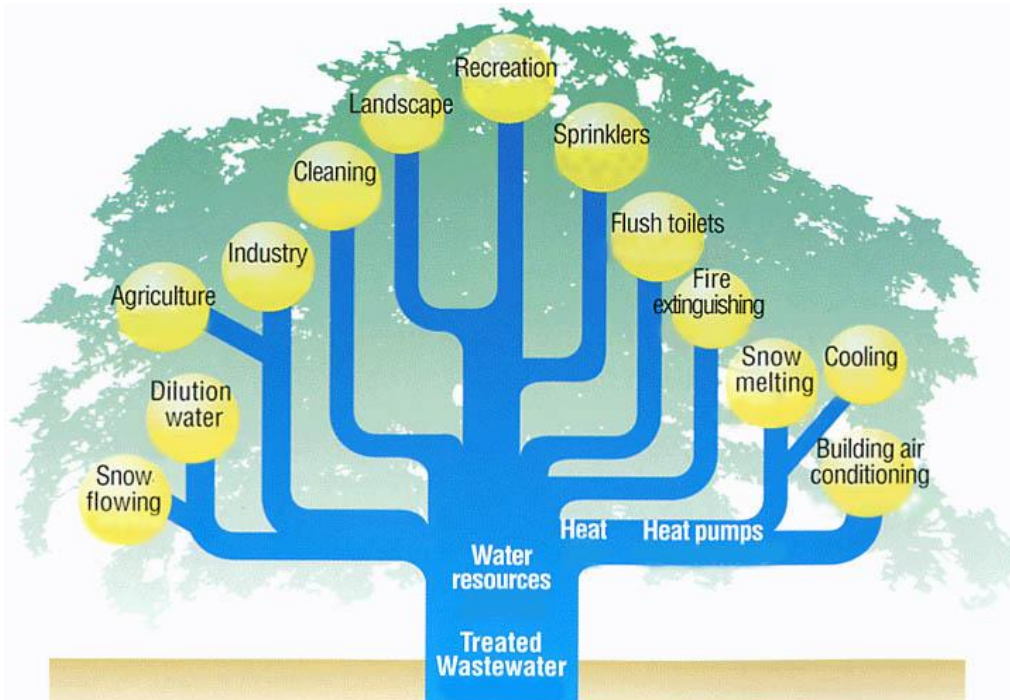 Recreation
Landscape
Sprinklers
Cleaning
Flush toilets
Industry
Fire
extinguishing
Agriculture
Snow
melting
Cooling
Dilution
water
Building air
conditioning
Snow
flowing
Heat
Heat pumps
Water
resources
Treated
Wastewater